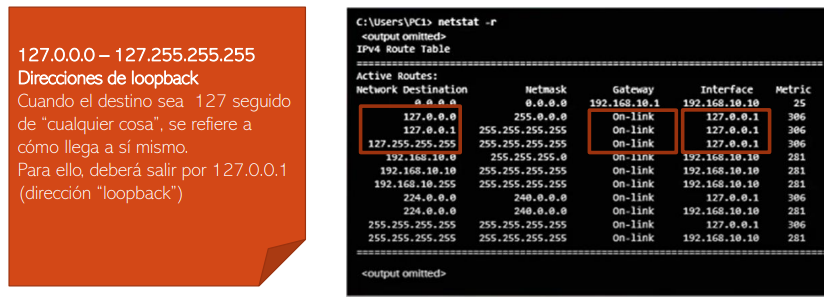 127.0.0.0 – 127.255.255.255
Direcciones de loopback
Cuando el destino sea 127 seguido
de “cualquier cosa”, se refiere a
cómo llega a sí mismo.
Para ello, deberá salir por 127.0.0.1
(dirección “loopback”)
C:\Users\PC1> netstat -r
<output omitted>
IPv4 Route Table
===========================================================================
Active Routes:
Network Destination Netmask Gateway Interface Metric
0.0.0.0 0.0.0.0 192.168.10.1 192.168.10.10 25
127.0.0.0 255.0.0.0 On-link 127.0.0.1 306
127.0.0.1 255.255.255.255 On-link 127.0.0.1 306
127.255.255.255 255.255.255.255 On-link 127.0.0.1 306
192.168.10.0 255.255.255.0 On-link 192.168.10.10 281
192.168.10.10 255.255.255.255 On-link 192.168.10.10 281
192.168.10.255 255.255.255.255 On-link 192.168.10.10 281
224.0.0.0 240.0.0.0 On-link 127.0.0.1 306
224.0.0.0 240.0.0.0 On-link 192.168.10.10 281
255.255.255.255 255.255.255.255 On-link 127.0.0.1 306
255.255.255.255 255.255.255.255 On-link 192.168.10.10 281
===========================================================================
<output omitted>